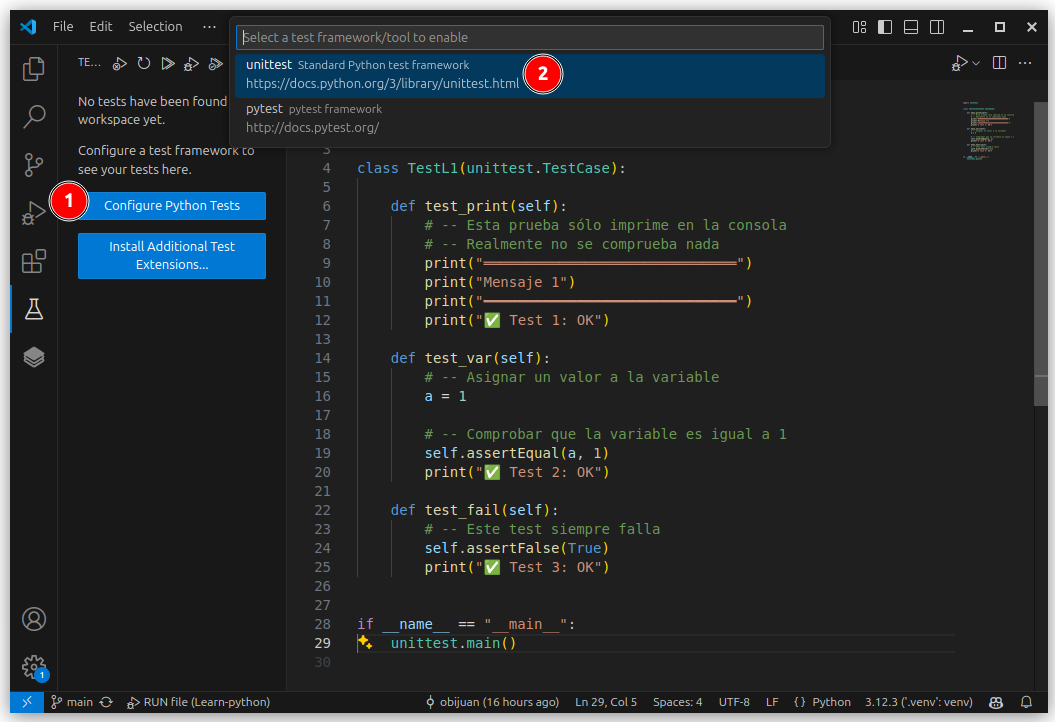 File Edit Selection ···
Select a test framework/tool to enable
unittest Standard Python test framework
https://docs.python.org/3/library/unittest.html
2
pytest pytest framework
http://docs.pytest.org/
TE...
No tests have been found
workspace yet.
Configure a test framework to
see your tests here.
1
Configure Python Tests
Install Additional Test
Extensions...
3
4 class TestL1(unittest.TestCase):
5
6 def test_print(self):
7 # -- Esta prueba sólo imprime en la consola
8 # -- Realmente no se comprueba nada
9 print("══════════════════════════════")
10 print("Mensaje 1")
11 print("══════════════════════════════")
12 print("✅ Test 1: OK")
13
14 def test_var(self):
15 # -- Asignar un valor a la variable
16 a = 1
17
18 # -- Comprobar que la variable es igual a 1
19 self.assertEqual(a, 1)
20 print("✅ Test 2: OK")
21
22 def test_fail(self):
23 # -- Este test siempre falla
24 self.assertFalse(True)
25 print("✅ Test 3: OK")
26
27
28 if __name__ == "__main__":
29 unittest.main()
30
1
main RUN file (Learn-python) obijuan (16 hours ago) Ln 29, Col 5 Spaces: 4 UTF-8 LF {} Python 3.12.3 ('.venv': venv)